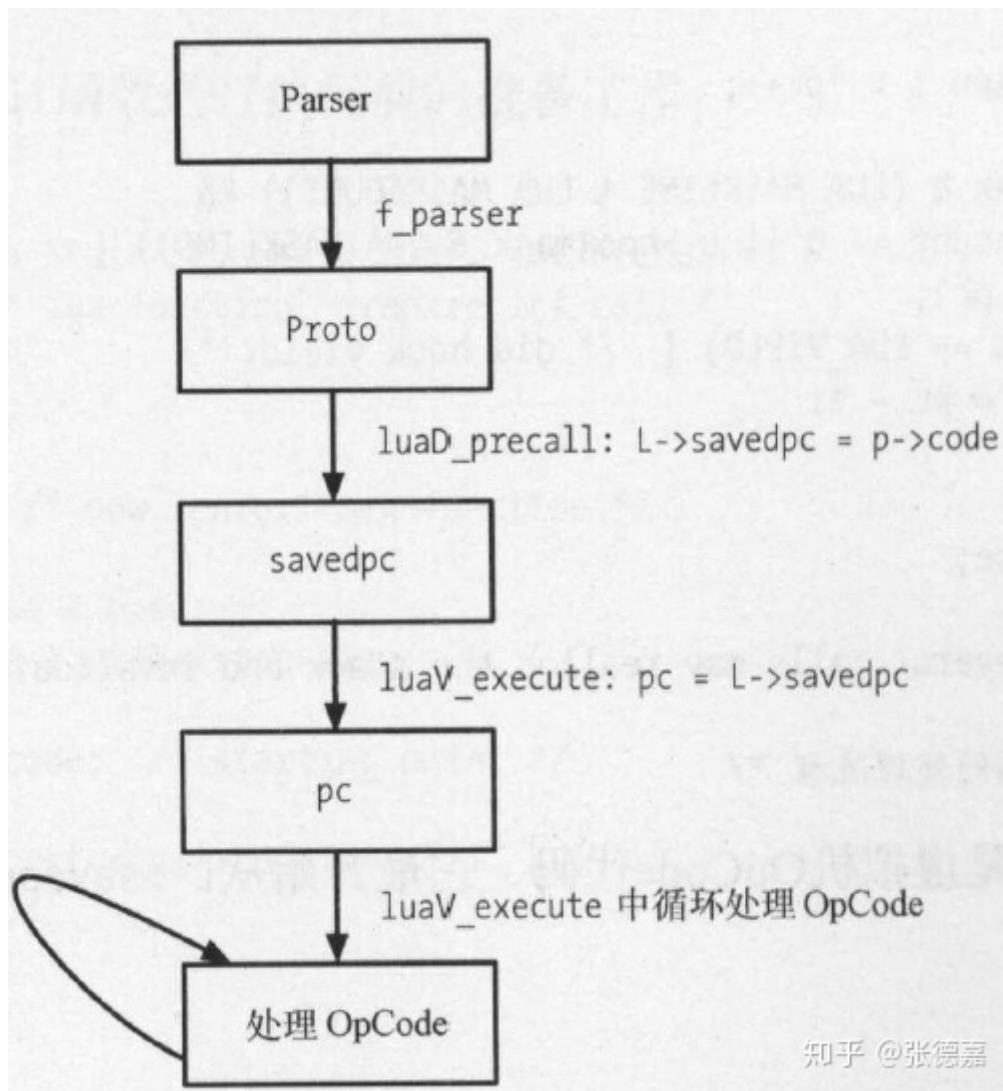 Parser
f_parser
Proto
luaD_precall: L->savedpc = p->code
savedpc
luaV_execute: pc = L->savedpc
pc
luaV_execute 中循环处理 OpCode
处理 OpCode
知乎 @张德嘉